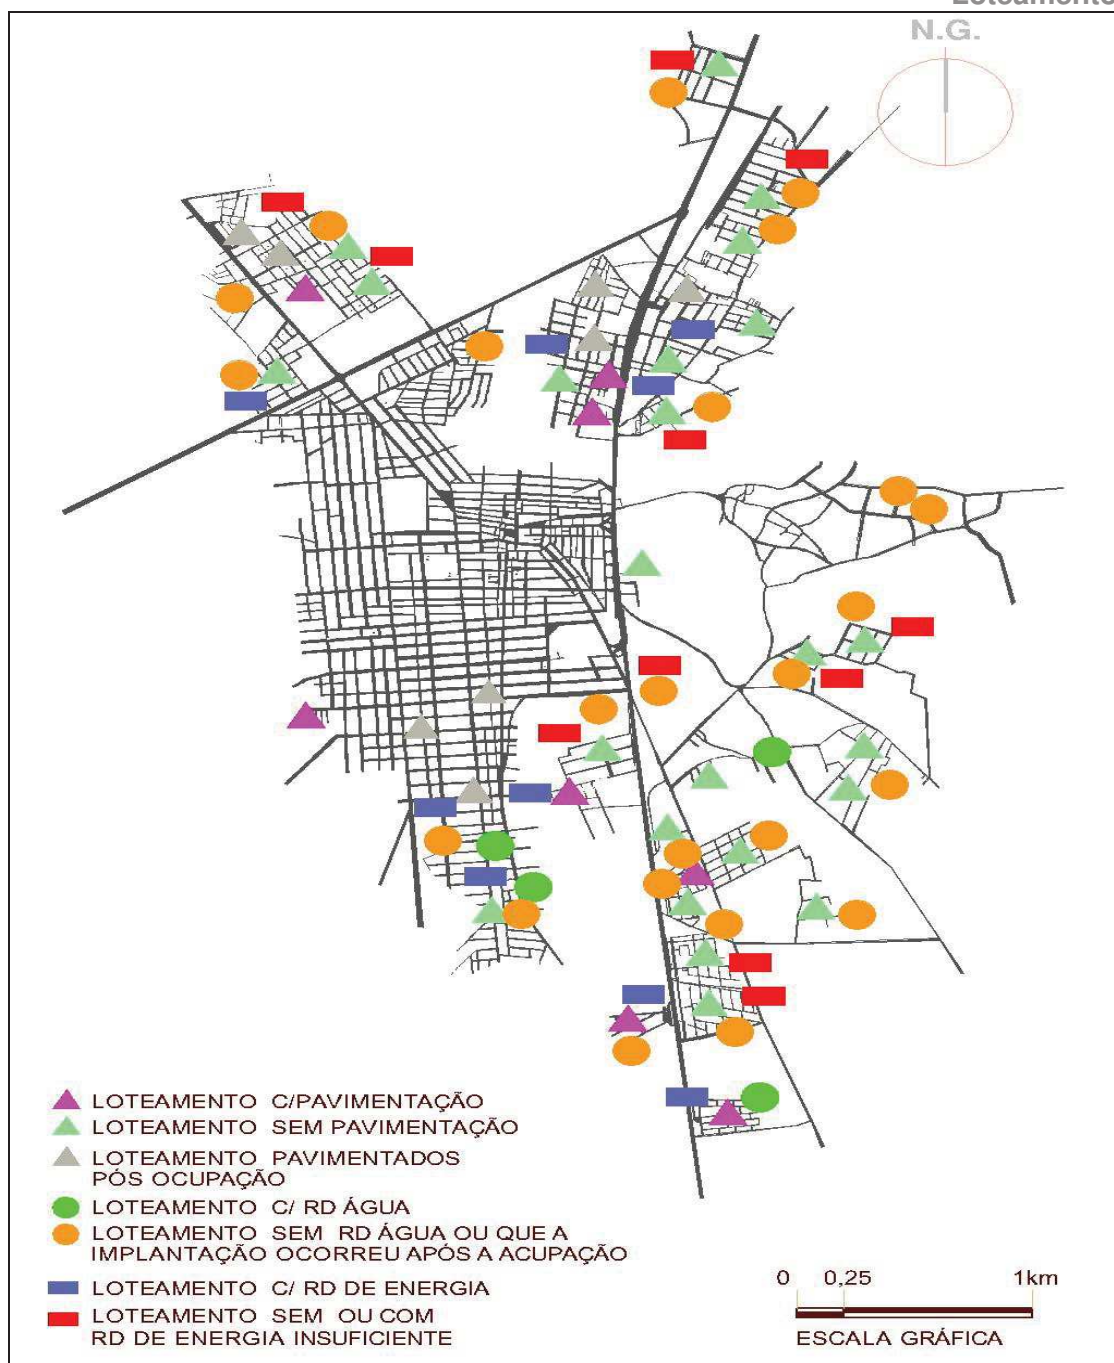 Loteamento
N.G.
LOTEAMENTO C/PAVIMENTAÇÃO
LOTEAMENTO SEM PAVIMENTAÇÃO
LOTEAMENTO PAVIMENTADOS
PÓS OCUPAÇÃO
LOTEAMENTO C/ RD ÁGUA
LOTEAMENTO SEM RD ÁGUA OU QUE A
IMPLANTAÇÃO OCORREU APÓS A ACUPAÇÃO
LOTEAMENTO C/ RD DE ENERGIA
LOTEAMENTO SEM OU COM
RD DE ENERGIA INSUFICIENTE
0 0,25 1km
ESCALA GRÁFICA